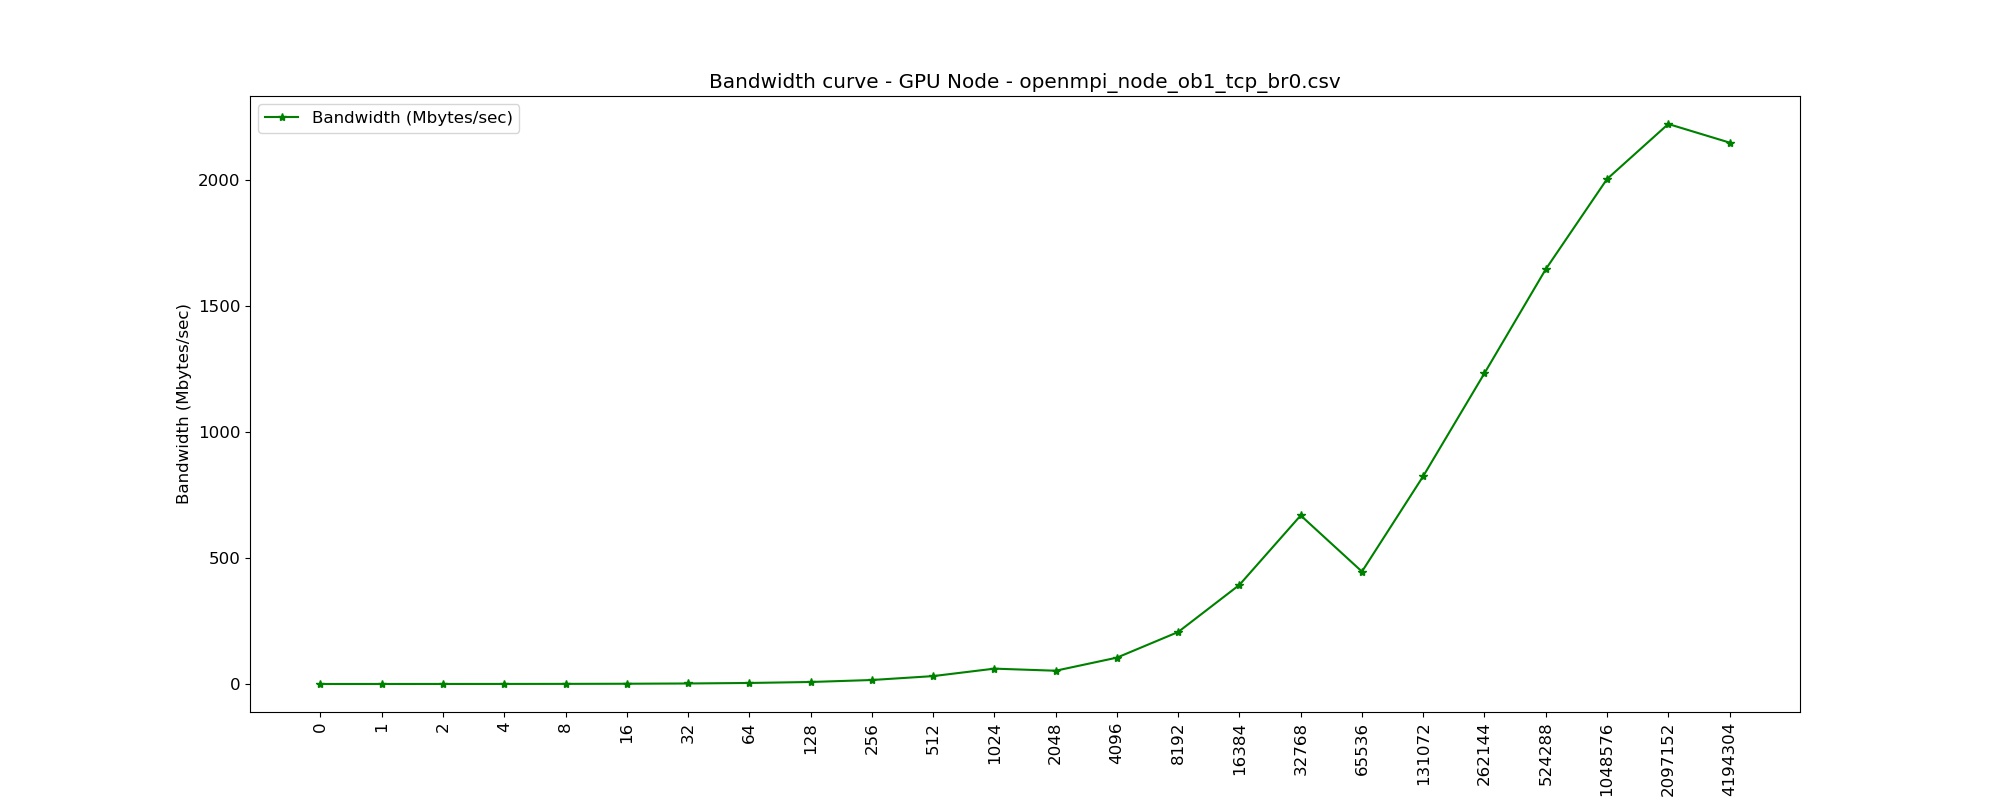 Bandwidth curve - GPU Node - openmpi_node_ob1_tcp_br0.csv
Bandwidth (Mbytes/sec)
Bandwidth (Mbytes/sec)
2000
1500
1000
500
0
0 1 2 4 8 16 32 64 128 256 512 1024 2048 4096 8192 16384 32768 65536 131072 262144 524288 1048576 2097152 4194304